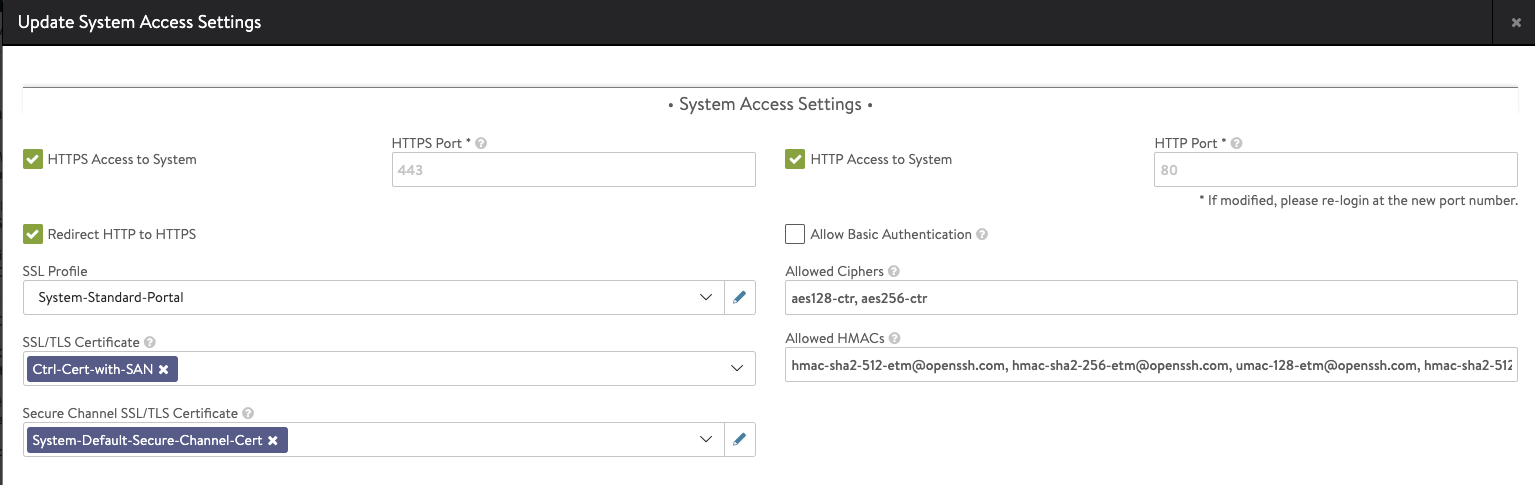 Update System Access Settings
• System Access Settings •
HTTPS Access to System
HTTPS Port *
443
HTTP Access to System
HTTP Port *
80
* If modified, please re-login at the new port number.
Redirect HTTP to HTTPS
Allow Basic Authentication
SSL Profile
System-Standard-Portal
Allowed Ciphers
aes128-ctr, aes256-ctr
SSL/TLS Certificate
Ctrl-Cert-with-SAN
Allowed HMACs
hmac-sha2-512-etm@openssh.com, hmac-sha2-256-etm@openssh.com, umac-128-etm@openssh.com, hmac-sha2-512
Secure Channel SSL/TLS Certificate
System-Default-Secure-Channel-Cert